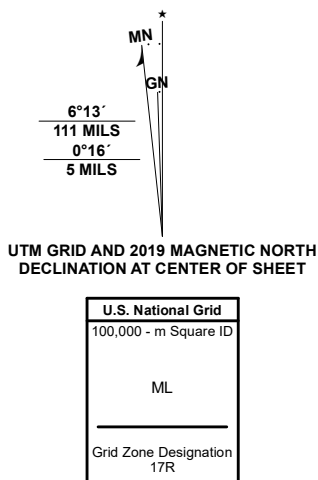 ★
MN
GN
6°13´
111 MILS
0°16´
5 MILS
UTM GRID AND 2019 MAGNETIC NORTH
DECLINATION AT CENTER OF SHEET
U.S. National Grid
100,000 - m Square ID
ML
Grid Zone Designation
17R